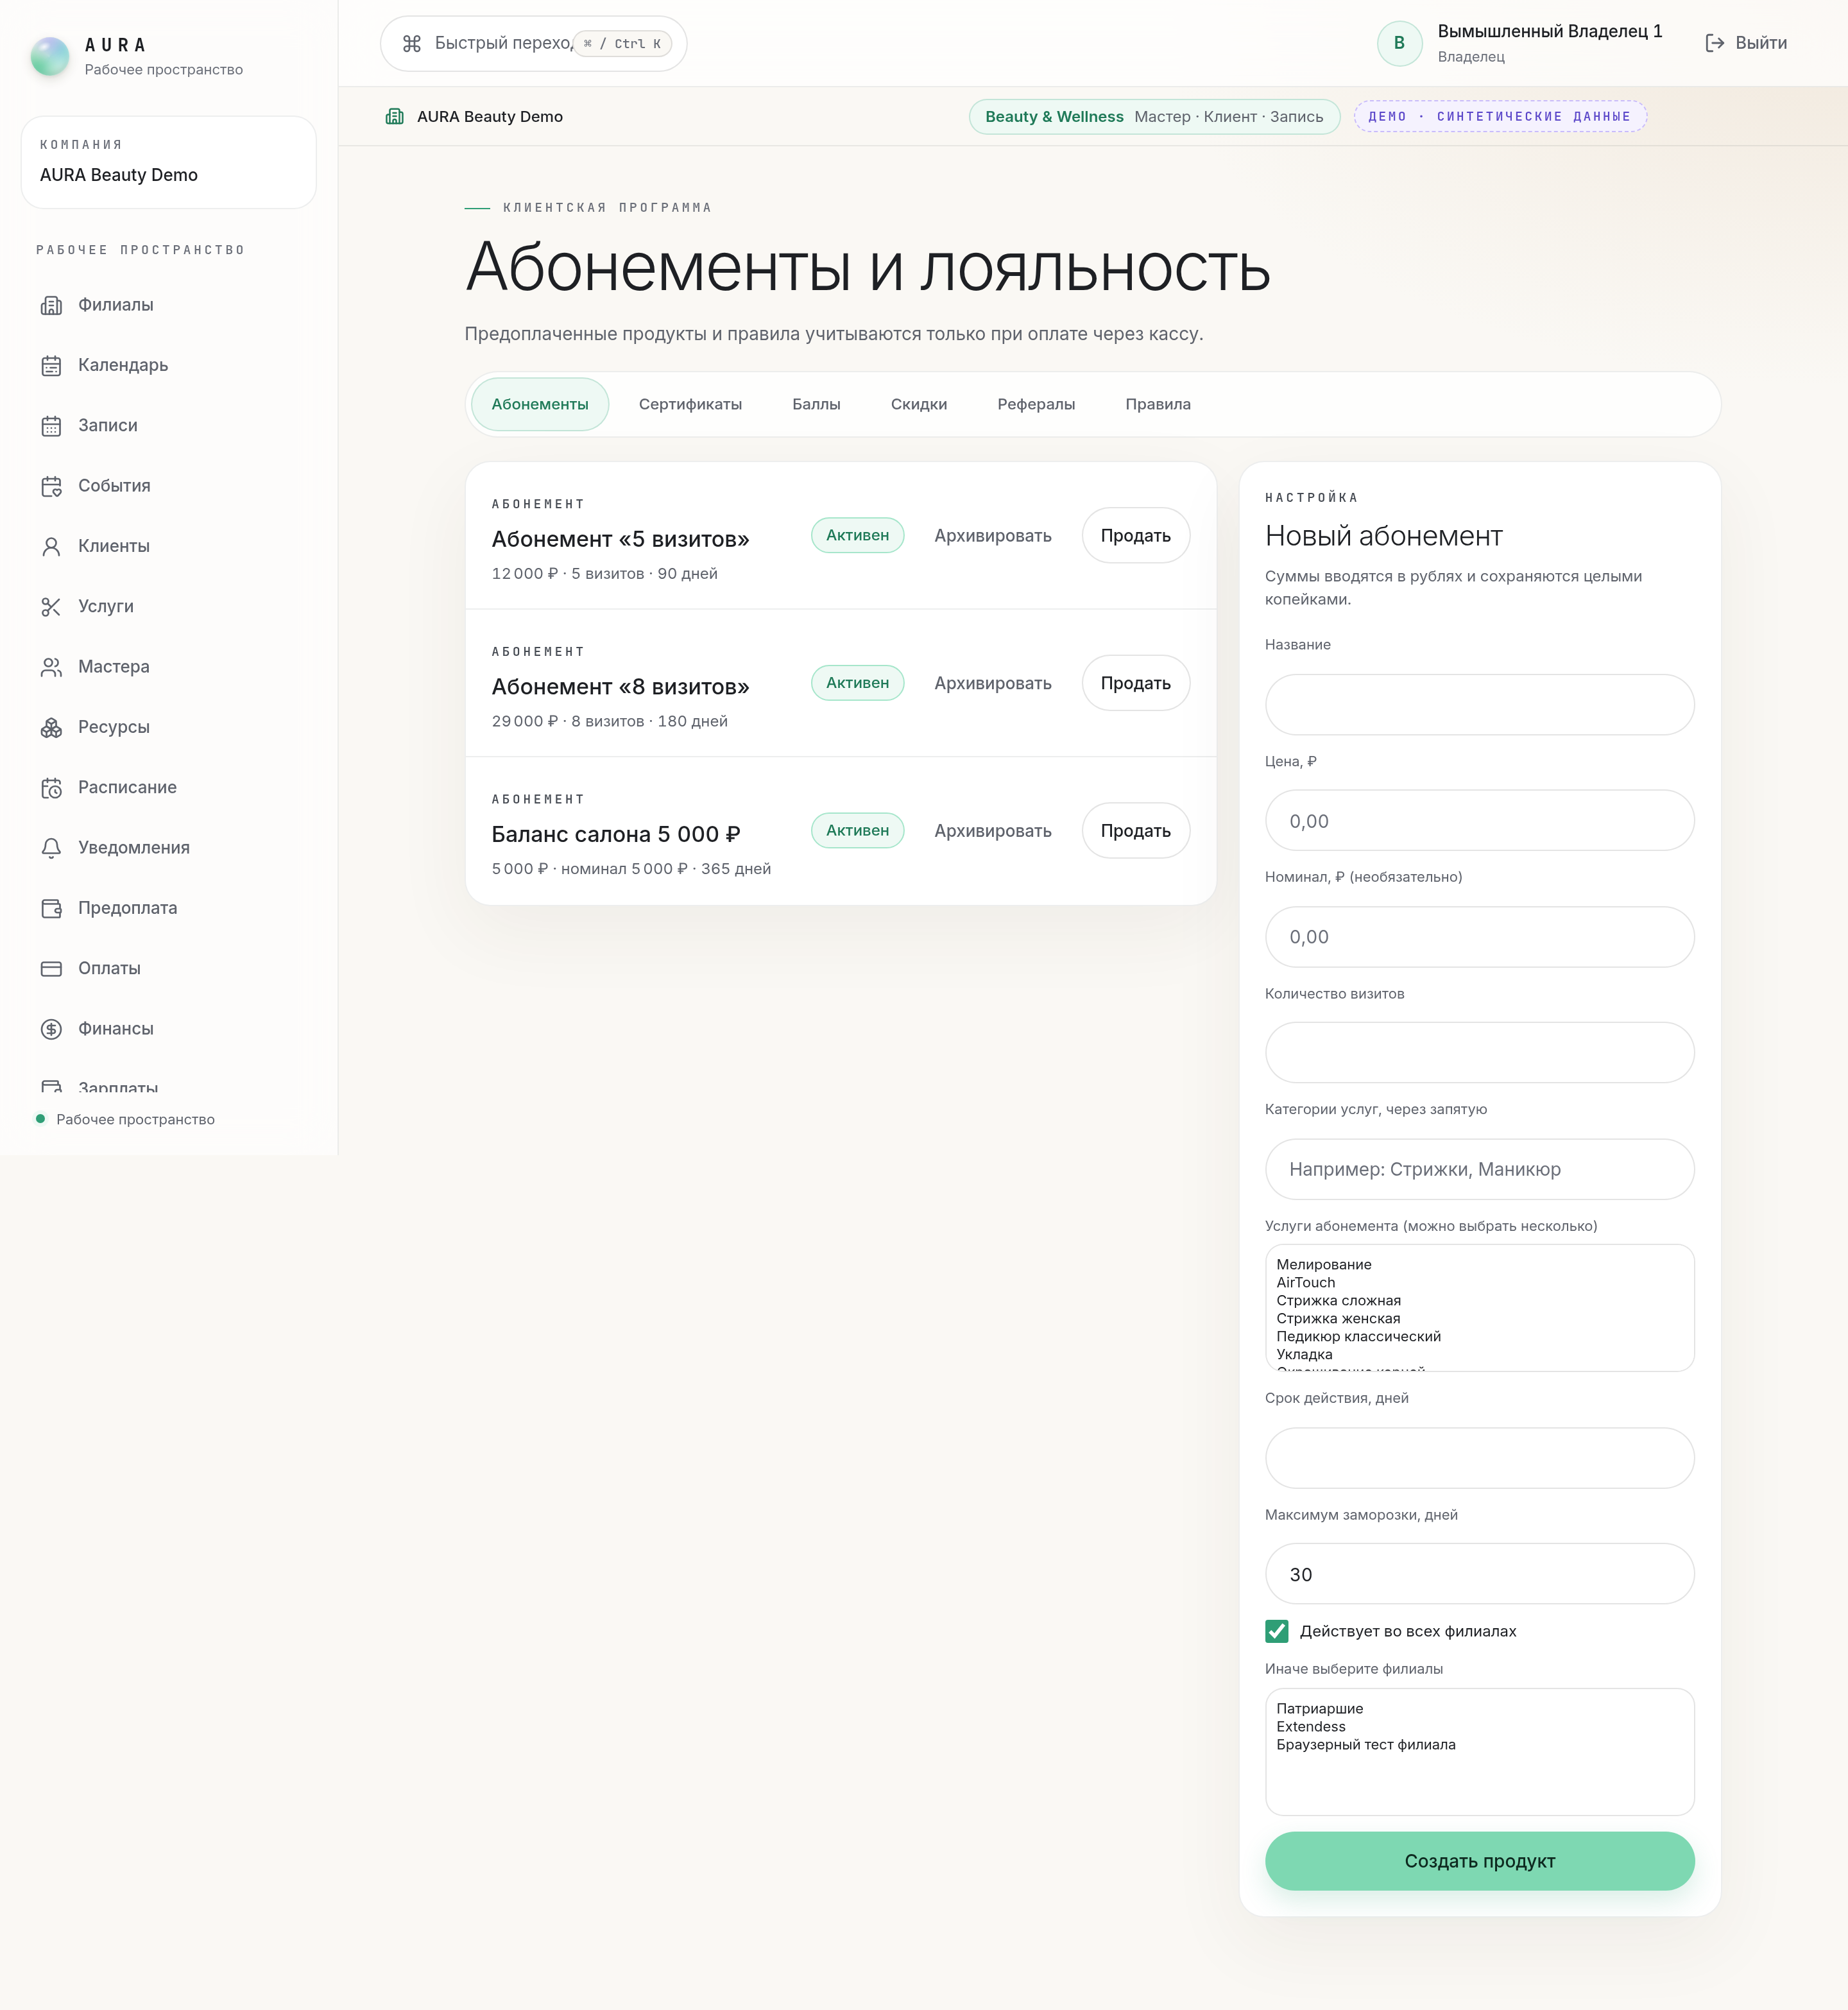 AURA
Рабочее пространство
КОМПАНИЯ
AURA Beauty Demo
РАБОЧЕЕ ПРОСТРАНСТВО
Филиалы
Календарь
Записи
События
Клиенты
Услуги
Мастера
Ресурсы
Расписание
Уведомления
Предоплата
Оплаты
Финансы
Зарплаты
Рабочее пространство
Быстрый переход ⌘ / Ctrl K
В
Вымышленный Владелец 1
Владелец
Выйти
AURA Beauty Demo
Beauty & Wellness Мастер · Клиент · Запись
ДЕМО · СИНТЕТИЧЕСКИЕ ДАННЫЕ
КЛИЕНТСКАЯ ПРОГРАММА
Абонементы и лояльность
Предоплаченные продукты и правила учитываются только при оплате через кассу.
Абонементы Сертификаты Баллы Скидки Рефералы Правила
АБОНЕМЕНТ
Абонемент «5 визитов»
12 000 ₽ · 5 визитов · 90 дней
Активен Архивировать Продать
АБОНЕМЕНТ
Абонемент «8 визитов»
29 000 ₽ · 8 визитов · 180 дней
Активен Архивировать Продать
АБОНЕМЕНТ
Баланс салона 5 000 ₽
5 000 ₽ · номинал 5 000 ₽ · 365 дней
Активен Архивировать Продать
НАСТРОЙКА
Новый абонемент
Суммы вводятся в рублях и сохраняются целыми
копейками.
Название
Цена, ₽
0,00
Номинал, ₽ (необязательно)
0,00
Количество визитов
Категории услуг, через запятую
Например: Стрижки, Маникюр
Услуги абонемента (можно выбрать несколько)
Мелирование
AirTouch
Стрижка сложная
Стрижка женская
Педикюр классический
Укладка
Окрашивание корней
Срок действия, дней
Максимум заморозки, дней
30
Действует во всех филиалах
Иначе выберите филиалы
Патриаршие
Extendess
Браузерный тест филиала
Создать продукт